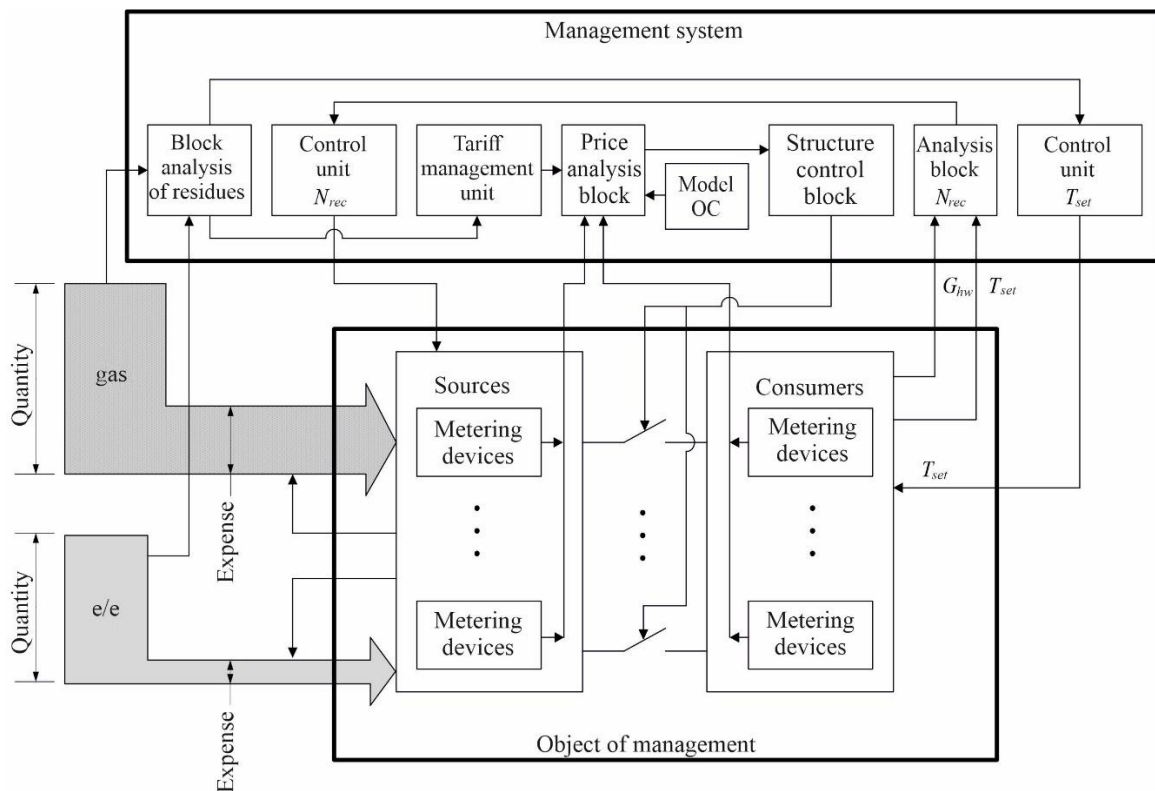 Management system
Block
analysis
of residues
Control
unit
N_rec
Tariff
management
unit
Price
analysis
block
Model
OC
Structure
control
block
Analysis
block
N_rec
Control
unit
T_set
G_hw
T_set
Quantity
gas
Expense
Sources
Metering
devices
Metering
devices
Consumers
Metering
devices
Metering
devices
T_set
Quantity
e/e
Expense
Object of management